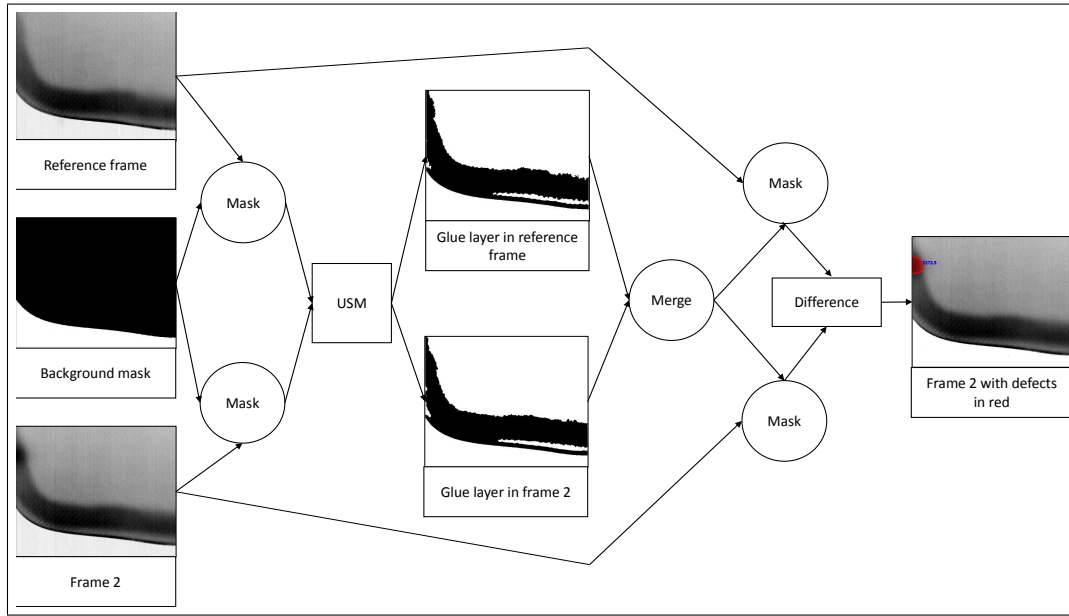 Reference frame
Mask
Background mask
Mask
Frame 2
USM
Glue layer in reference
frame
Glue layer in frame 2
Merge
Mask
Difference
Mask
Frame 2 with defects
in red